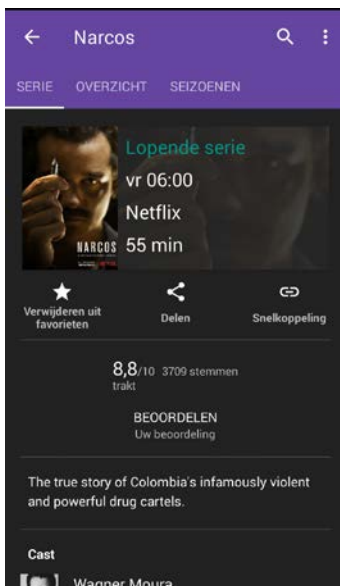 Narcos
SERIE OVERZICHT SEIZOENEN
Lopende serie
vr 06:00
Netflix
55 min
NARCOS
Verwijderen uit
favorieten
Delen
Snelkoppeling
8,8/10 3709 stemmen
trakt
BEOORDELEN
Uw beoordeling
The true story of Colombia's infamously violent
and powerful drug cartels.
Cast
Wagner Moura